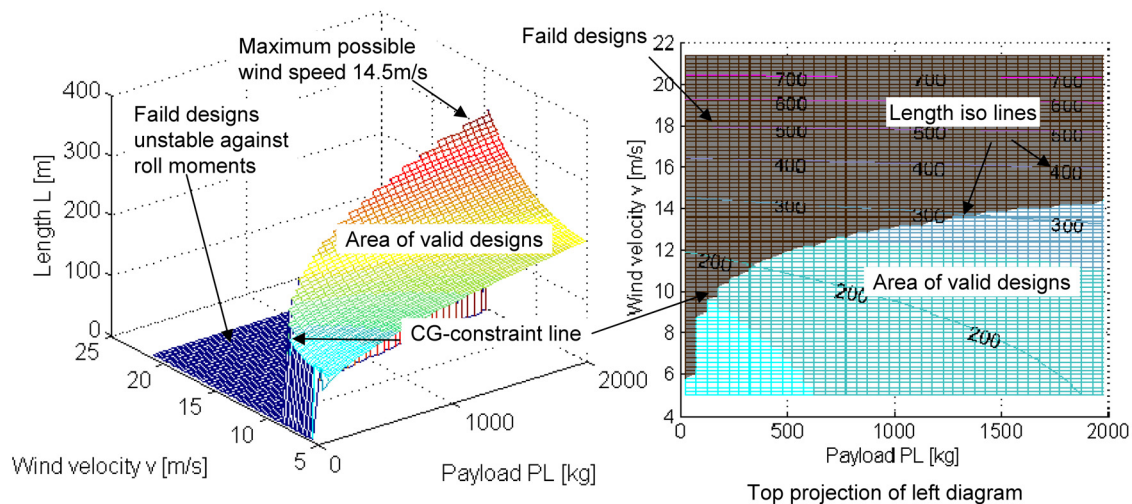 Maximum possible
wind speed 14.5m/s
Faild designs
unstable against
roll moments
Area of valid designs
CG-constraint line
400
300
200
100
0
Length L [m]
25
20
15
10
5
Wind velocity v [m/s]
0
1000
2000
Payload PL [kg]
Faild designs
Length iso lines
Area of valid designs
22
20
18
16
14
12
10
8
6
4
Wind velocity v [m/s]
700
700
700
600
600
600
500
500
500
400
400
400
300
300
300
200
200
200
0
500
1000
1500
2000
Payload PL [kg]
Top projection of left diagram